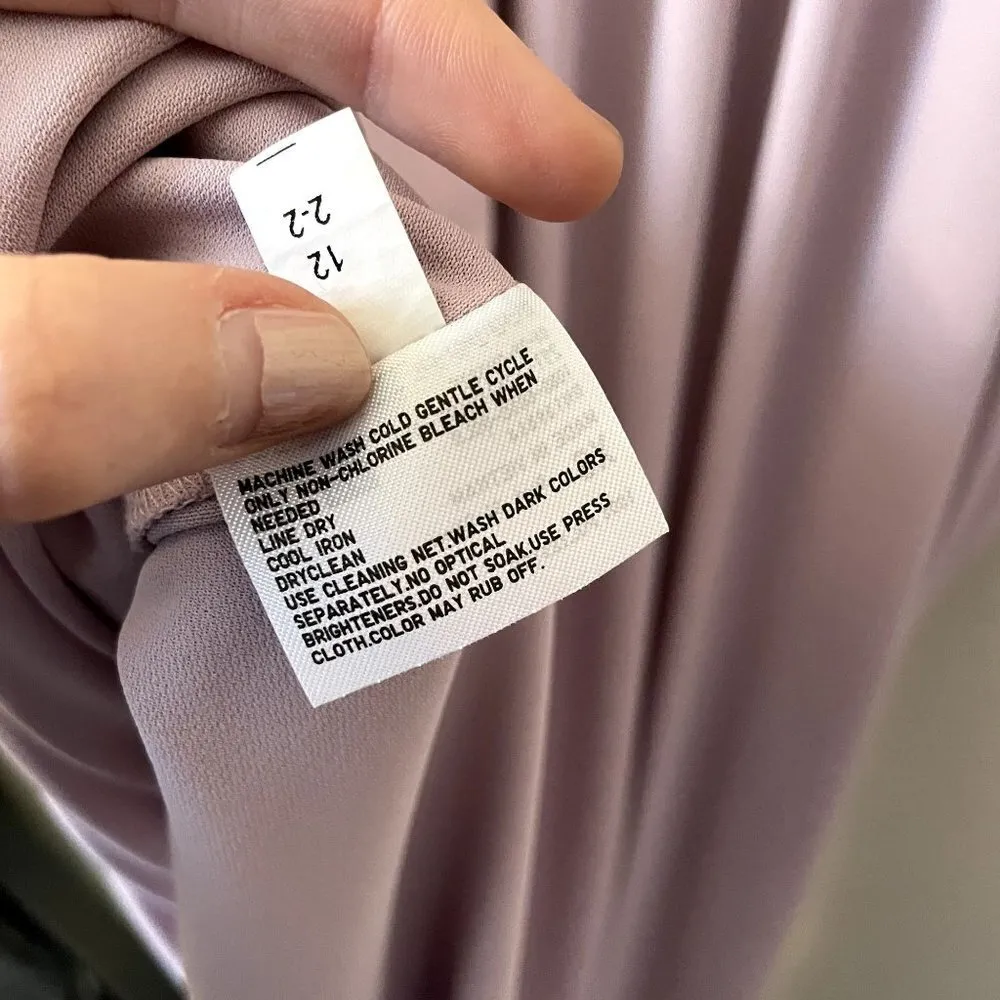 2-2
12
MACHINE WASH COLD GENTLE CYCLE
ONLY NON-CHLORINE BLEACH WHEN
NEEDED
LINE DRY
COOL IRON
DRYCLEAN
USE CLEANING NET.WASH DARK COLORS
SEPARATELY.NO OPTICAL
BRIGHTENERS.DO NOT SOAK.USE PRESS
CLOTH.COLOR MAY RUB OFF.